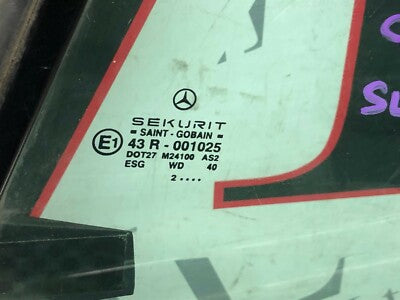 SEKURIT
= SAINT - GOBAIN =
E1 43 R - 001025
DOT27 M24100 AS2
ESG WD 40
2 ••••